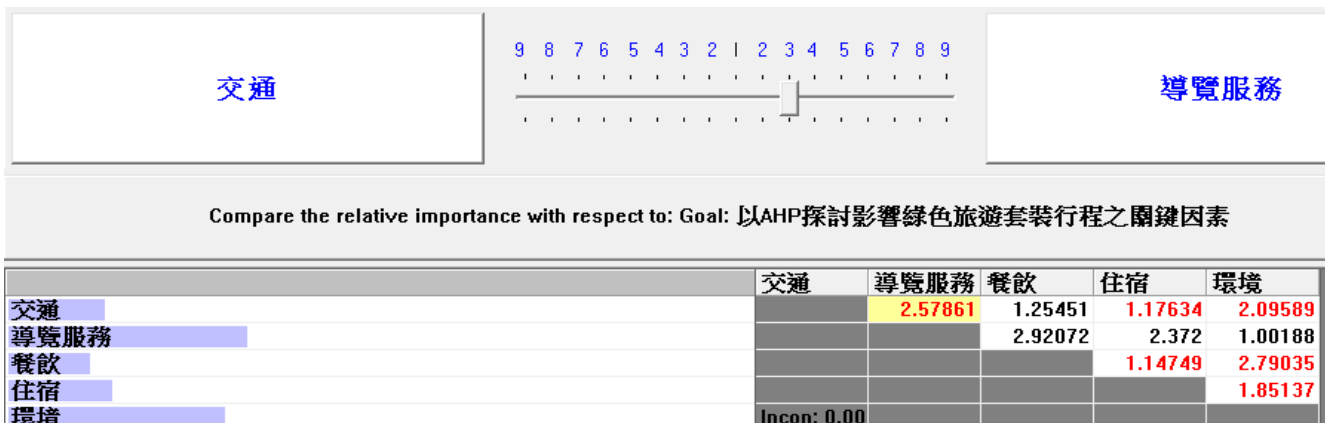 9 8 7 6 5 4 3 2 | 2 3 4 5 6 7 8 9
交通
導覽服務
Compare the relative importance with respect to: Goal: 以AHP探討影響綠色旅遊套裝行程之關鍵因素
交通 導覽服務 餐飲 住宿 環境
交通 2.57861 1.25451 1.17634 2.09589
導覽服務 2.92072 2.372 1.00188
餐飲 1.14749 2.79035
住宿 1.85137
環境 Incon: 0.00